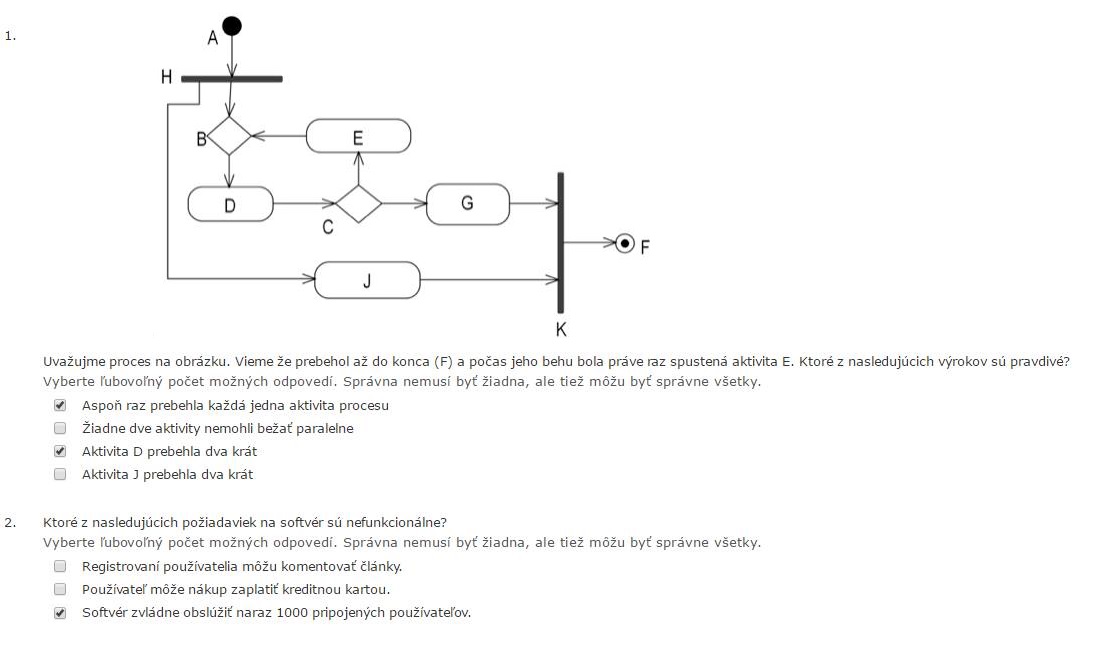 1.
A
H
B
E
D
C
G
F
J
K
Uvažujme proces na obrázku. Vieme že prebehol až do konca (F) a počas jeho behu bola práve raz spustená aktivita E. Ktoré z nasledujúcich výrokov sú pravdivé?
Vyberte ľubovoľný počet možných odpovedí. Správna nemusí byť žiadna, ale tiež môžu byť správne všetky.
Aspoň raz prebehla každá jedna aktivita procesu
Žiadne dve aktivity nemohli bežať paralelne
Aktivita D prebehla dva krát
Aktivita J prebehla dva krát
2. Ktoré z nasledujúcich požiadaviek na softvér sú nefunkcionálne?
Vyberte ľubovoľný počet možných odpovedí. Správna nemusí byť žiadna, ale tiež môžu byť správne všetky.
Registrovaní používatelia môžu komentovať články.
Používateľ môže nákup zaplatiť kreditnou kartou.
Softvér zvládne obslúžiť naraz 1000 pripojených používateľov.